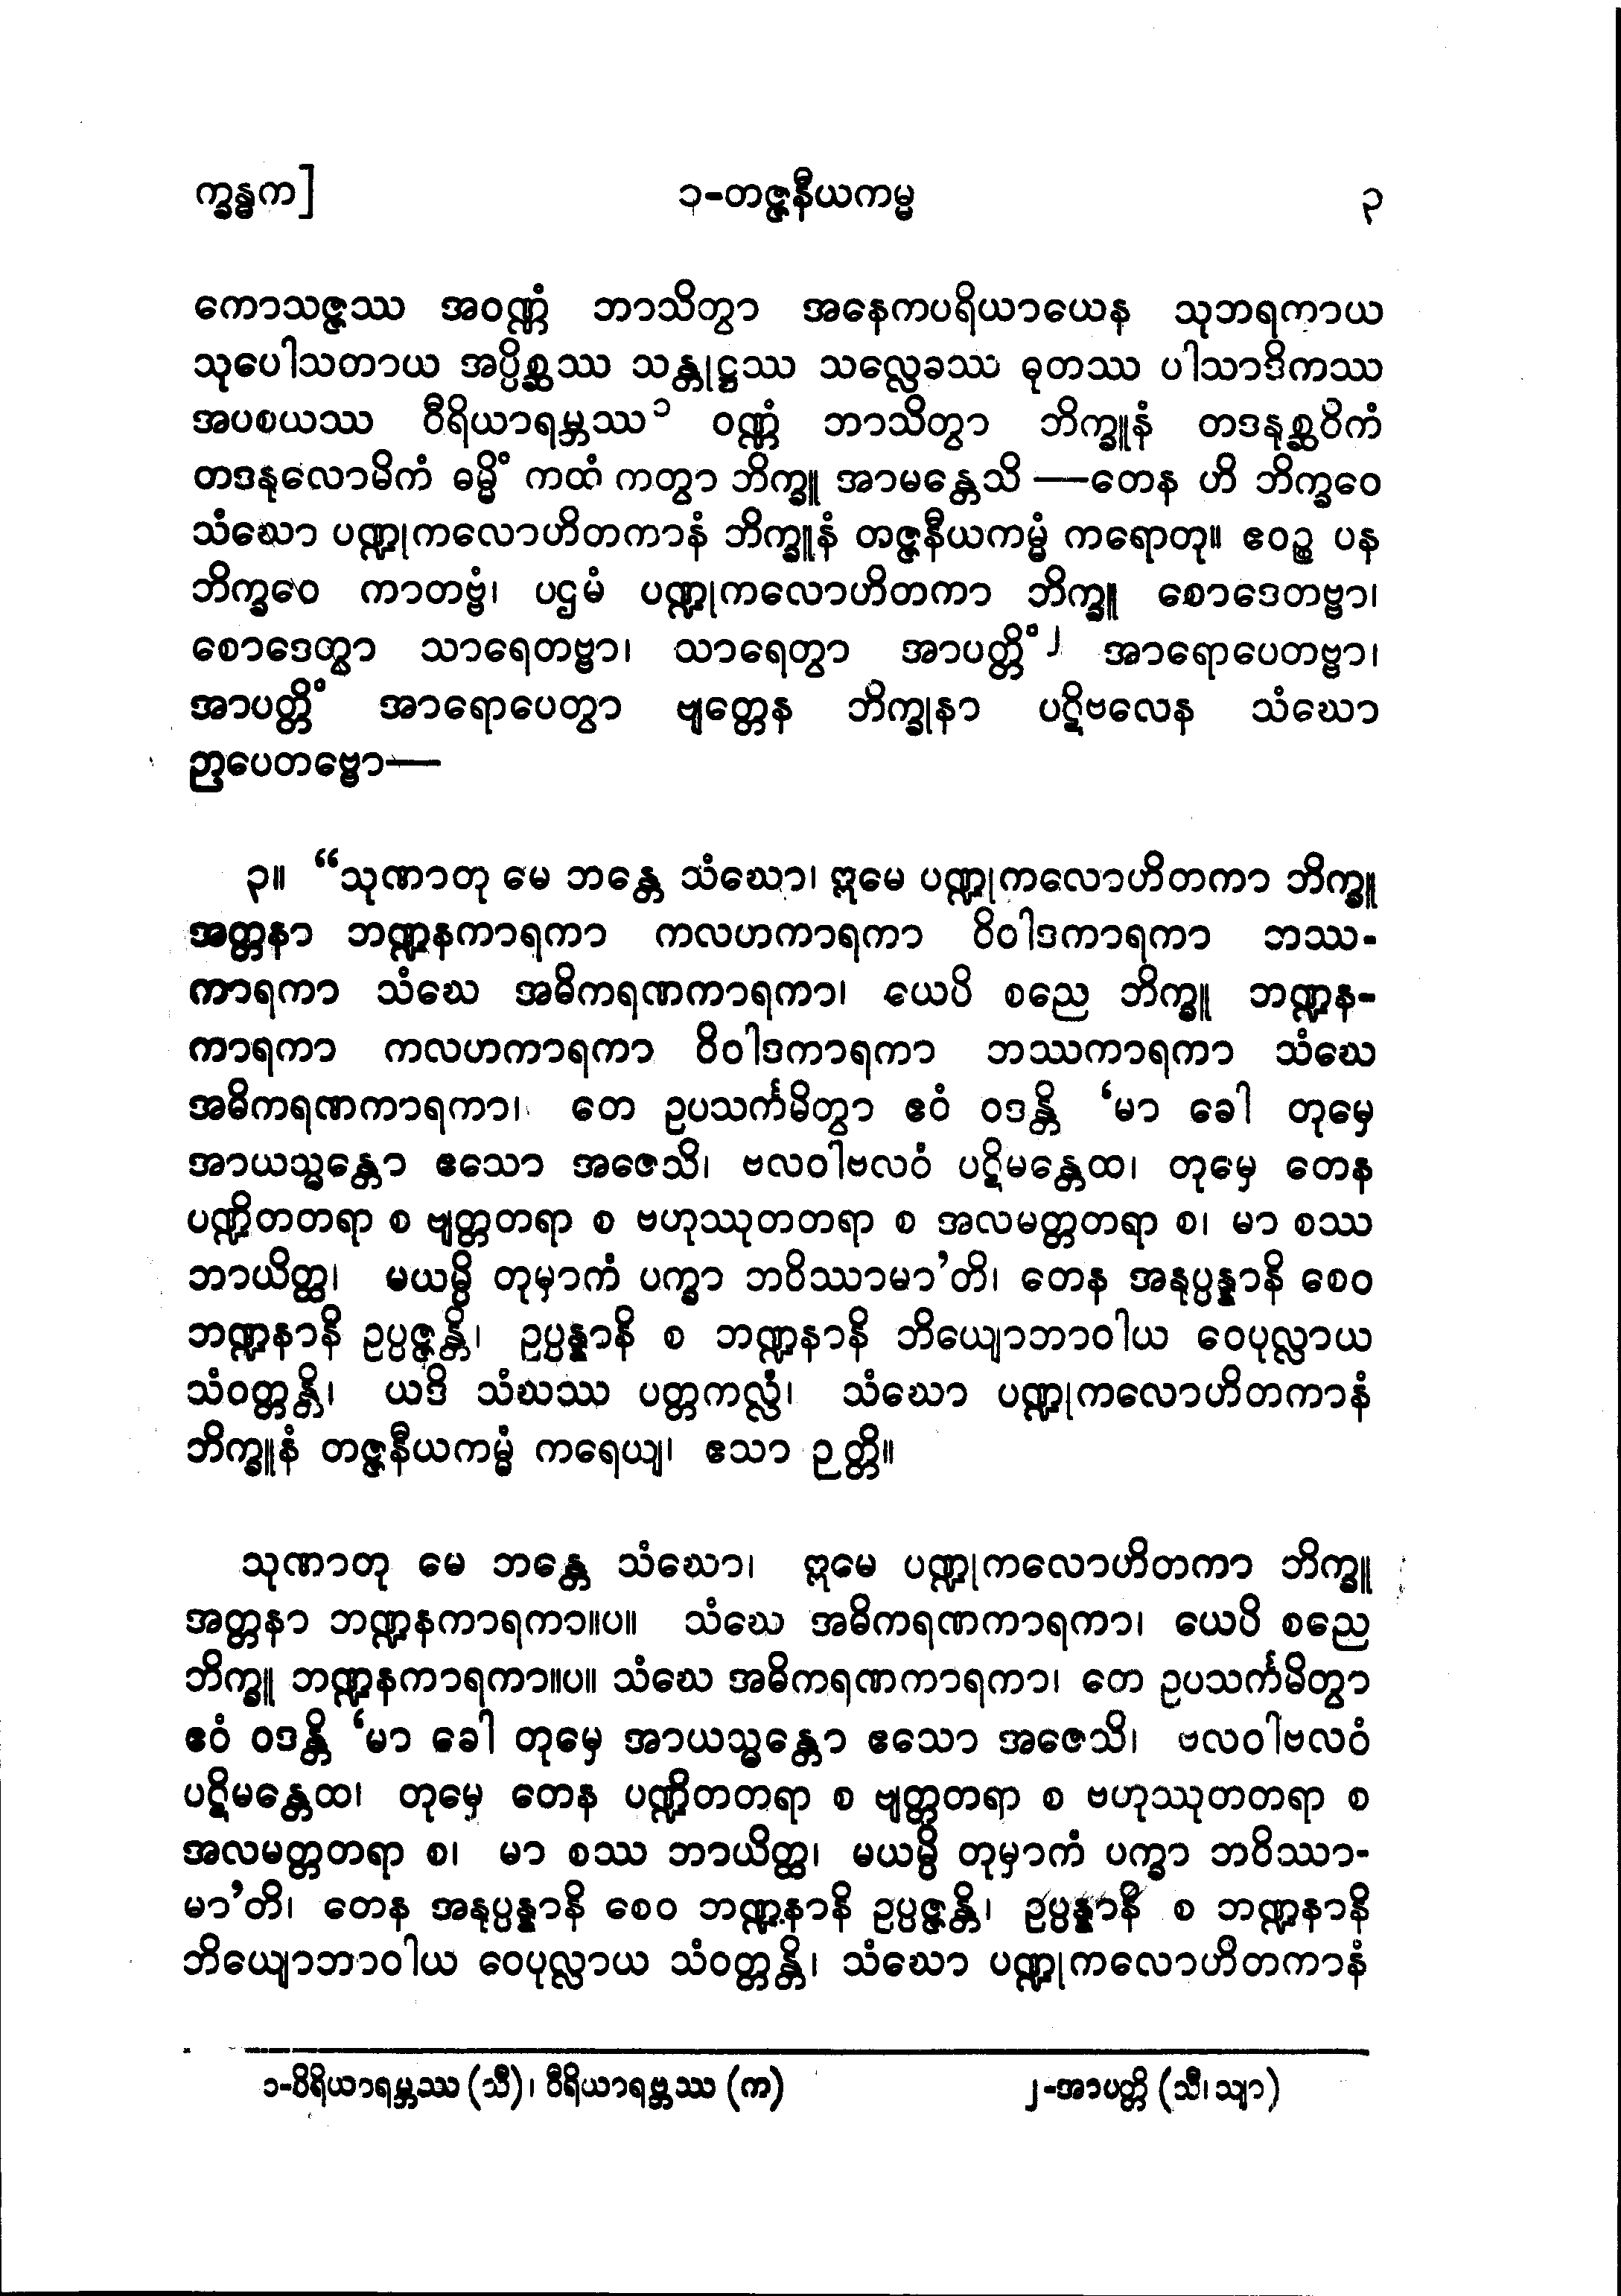 က္ခန္ဓက]
၁-တဇ္ဇနီယကမ္မ
၃
ကောသဇ္ဇဿ အဝဏ္ဏံ ဘာသိတွာ အနေကပရိယာယေန သုဘရကာယ
သုပေါသတာယ အပ္ပိစ္ဆဿ သန္တုဋ္ဌဿ သလ္လေခဿ ဓုတဿ ပါသာဒိကဿ
အပစယဿ ဝီရိယာရမ္ဘဿ၁ ဝဏ္ဏံ ဘာသိတွာ ဘိက္ခူနံ တဒနုစ္ဆဝိကံ
တဒနုလောမိကံ ဓမ္မိံ ကထံ ကတွာ ဘိက္ခူ အာမန္တေသိ —တေန ဟိ ဘိက္ခဝေ
သံဃော ပဏ္ဍုကလောဟိတကာနံ ဘိက္ခူနံ တဇ္ဇနီယကမ္မံ ကရောတု။ ဧဝဉ္စ ပန
ဘိက္ခဝေ ကာတဗ္ဗံ၊ ပဌမံ ပဏ္ဍုကလောဟိတကာ ဘိက္ခူ စောဒေတဗ္ဗာ၊
စောဒေတွာ သာရေတဗ္ဗာ၊ သာရေတွာ အာပတ္တိံ၂ အာရောပေတဗ္ဗာ၊
အာပတ္တိံ အာရောပေတွာ ဗျတ္တေန ဘိက္ခုနာ ပဋိဗလေန သံဃော
ဉာပေတဗ္ဗော—
၃။ “သုဏာတု မေ ဘန္တေ သံဃော၊ ဣမေ ပဏ္ဍုကလောဟိတကာ ဘိက္ခူ
အတ္တနာ ဘဏ္ဍနကာရကာ ကလဟကာရကာ ဝိဝါဒကာရကာ ဘဿ-
ကာရကာ သံဃေ အဓိကရဏကာရကာ၊ ယေပိ စညေ ဘိက္ခူ ဘဏ္ဍန-
ကာရကာ ကလဟကာရကာ ဝိဝါဒကာရကာ ဘဿကာရကာ သံဃေ
အဓိကရဏကာရကာ၊ တေ ဥပသင်္ကမိတွာ ဧဝံ ဝဒန္တိ ‘မာ ခေါ တုမှေ
အာယသ္မန္တော ဧသော အဇေသိ၊ ဗလဝါဗလဝံ ပဋိမန္တေထ၊ တုမှေ တေန
ပဏ္ဍိတတရာ စ ဗျတ္တတရာ စ ဗဟုဿုတတရာ စ အလမတ္တတရာ စ၊ မာ စဿ
ဘာယိတ္ထ၊ မယမ္ပိ တုမှာကံ ပက္ခာ ဘဝိဿာမာ’တိ၊ တေန အနုပ္ပန္နာနိ စေဝ
ဘဏ္ဍနာနိ ဥပ္ပဇ္ဇန္တိ၊ ဥပ္ပန္နာနိ စ ဘဏ္ဍနာနိ ဘိယျောဘာဝါယ ဝေပုလ္လာယ
သံဝတ္တန္တိ၊ ယဒိ သံဃဿ ပတ္တကလ္လံ၊ သံဃော ပဏ္ဍုကလောဟိတကာနံ
ဘိက္ခူနံ တဇ္ဇနီယကမ္မံ ကရေယျ၊ ဧသာ ဉတ္တိ။
သုဏာတု မေ ဘန္တေ သံဃော၊ ဣမေ ပဏ္ဍုကလောဟိတကာ ဘိက္ခူ
အတ္တနာ ဘဏ္ဍနကာရကာ။ပ။ သံဃေ အဓိကရဏကာရကာ၊ ယေပိ စညေ
ဘိက္ခူ ဘဏ္ဍနကာရကာ။ပ။ သံဃေ အဓိကရဏကာရကာ၊ တေ ဥပသင်္ကမိတွာ
ဧဝံ ဝဒန္တိ ‘မာ ခေါ တုမှေ အာယသ္မန္တော ဧသော အဇေသိ၊ ဗလဝါဗလဝံ
ပဋိမန္တေထ၊ တုမှေ တေန ပဏ္ဍိတတရာ စ ဗျတ္တတရာ စ ဗဟုဿုတတရာ စ
အလမတ္တတရာ စ၊ မာ စဿ ဘာယိတ္ထ၊ မယမ္ပိ တုမှာကံ ပက္ခာ ဘဝိဿာ-
မာ’တိ၊ တေန အနုပ္ပန္နာနိ စေဝ ဘဏ္ဍနာနိ ဥပ္ပဇ္ဇန္တိ၊ ဥပ္ပန္နာနိ စ ဘဏ္ဍနာနိ
ဘိယျောဘာဝါယ ဝေပုလ္လာယ သံဝတ္တန္တိ၊ သံဃော ပဏ္ဍုကလောဟိတကာနံ
၁-ဝိရိယာရမ္ဘဿ (သီ)၊ ဝီရိယာရဗ္ဘဿ (က)
၂-အာပတ္တိ (သီ၊ သျာ)